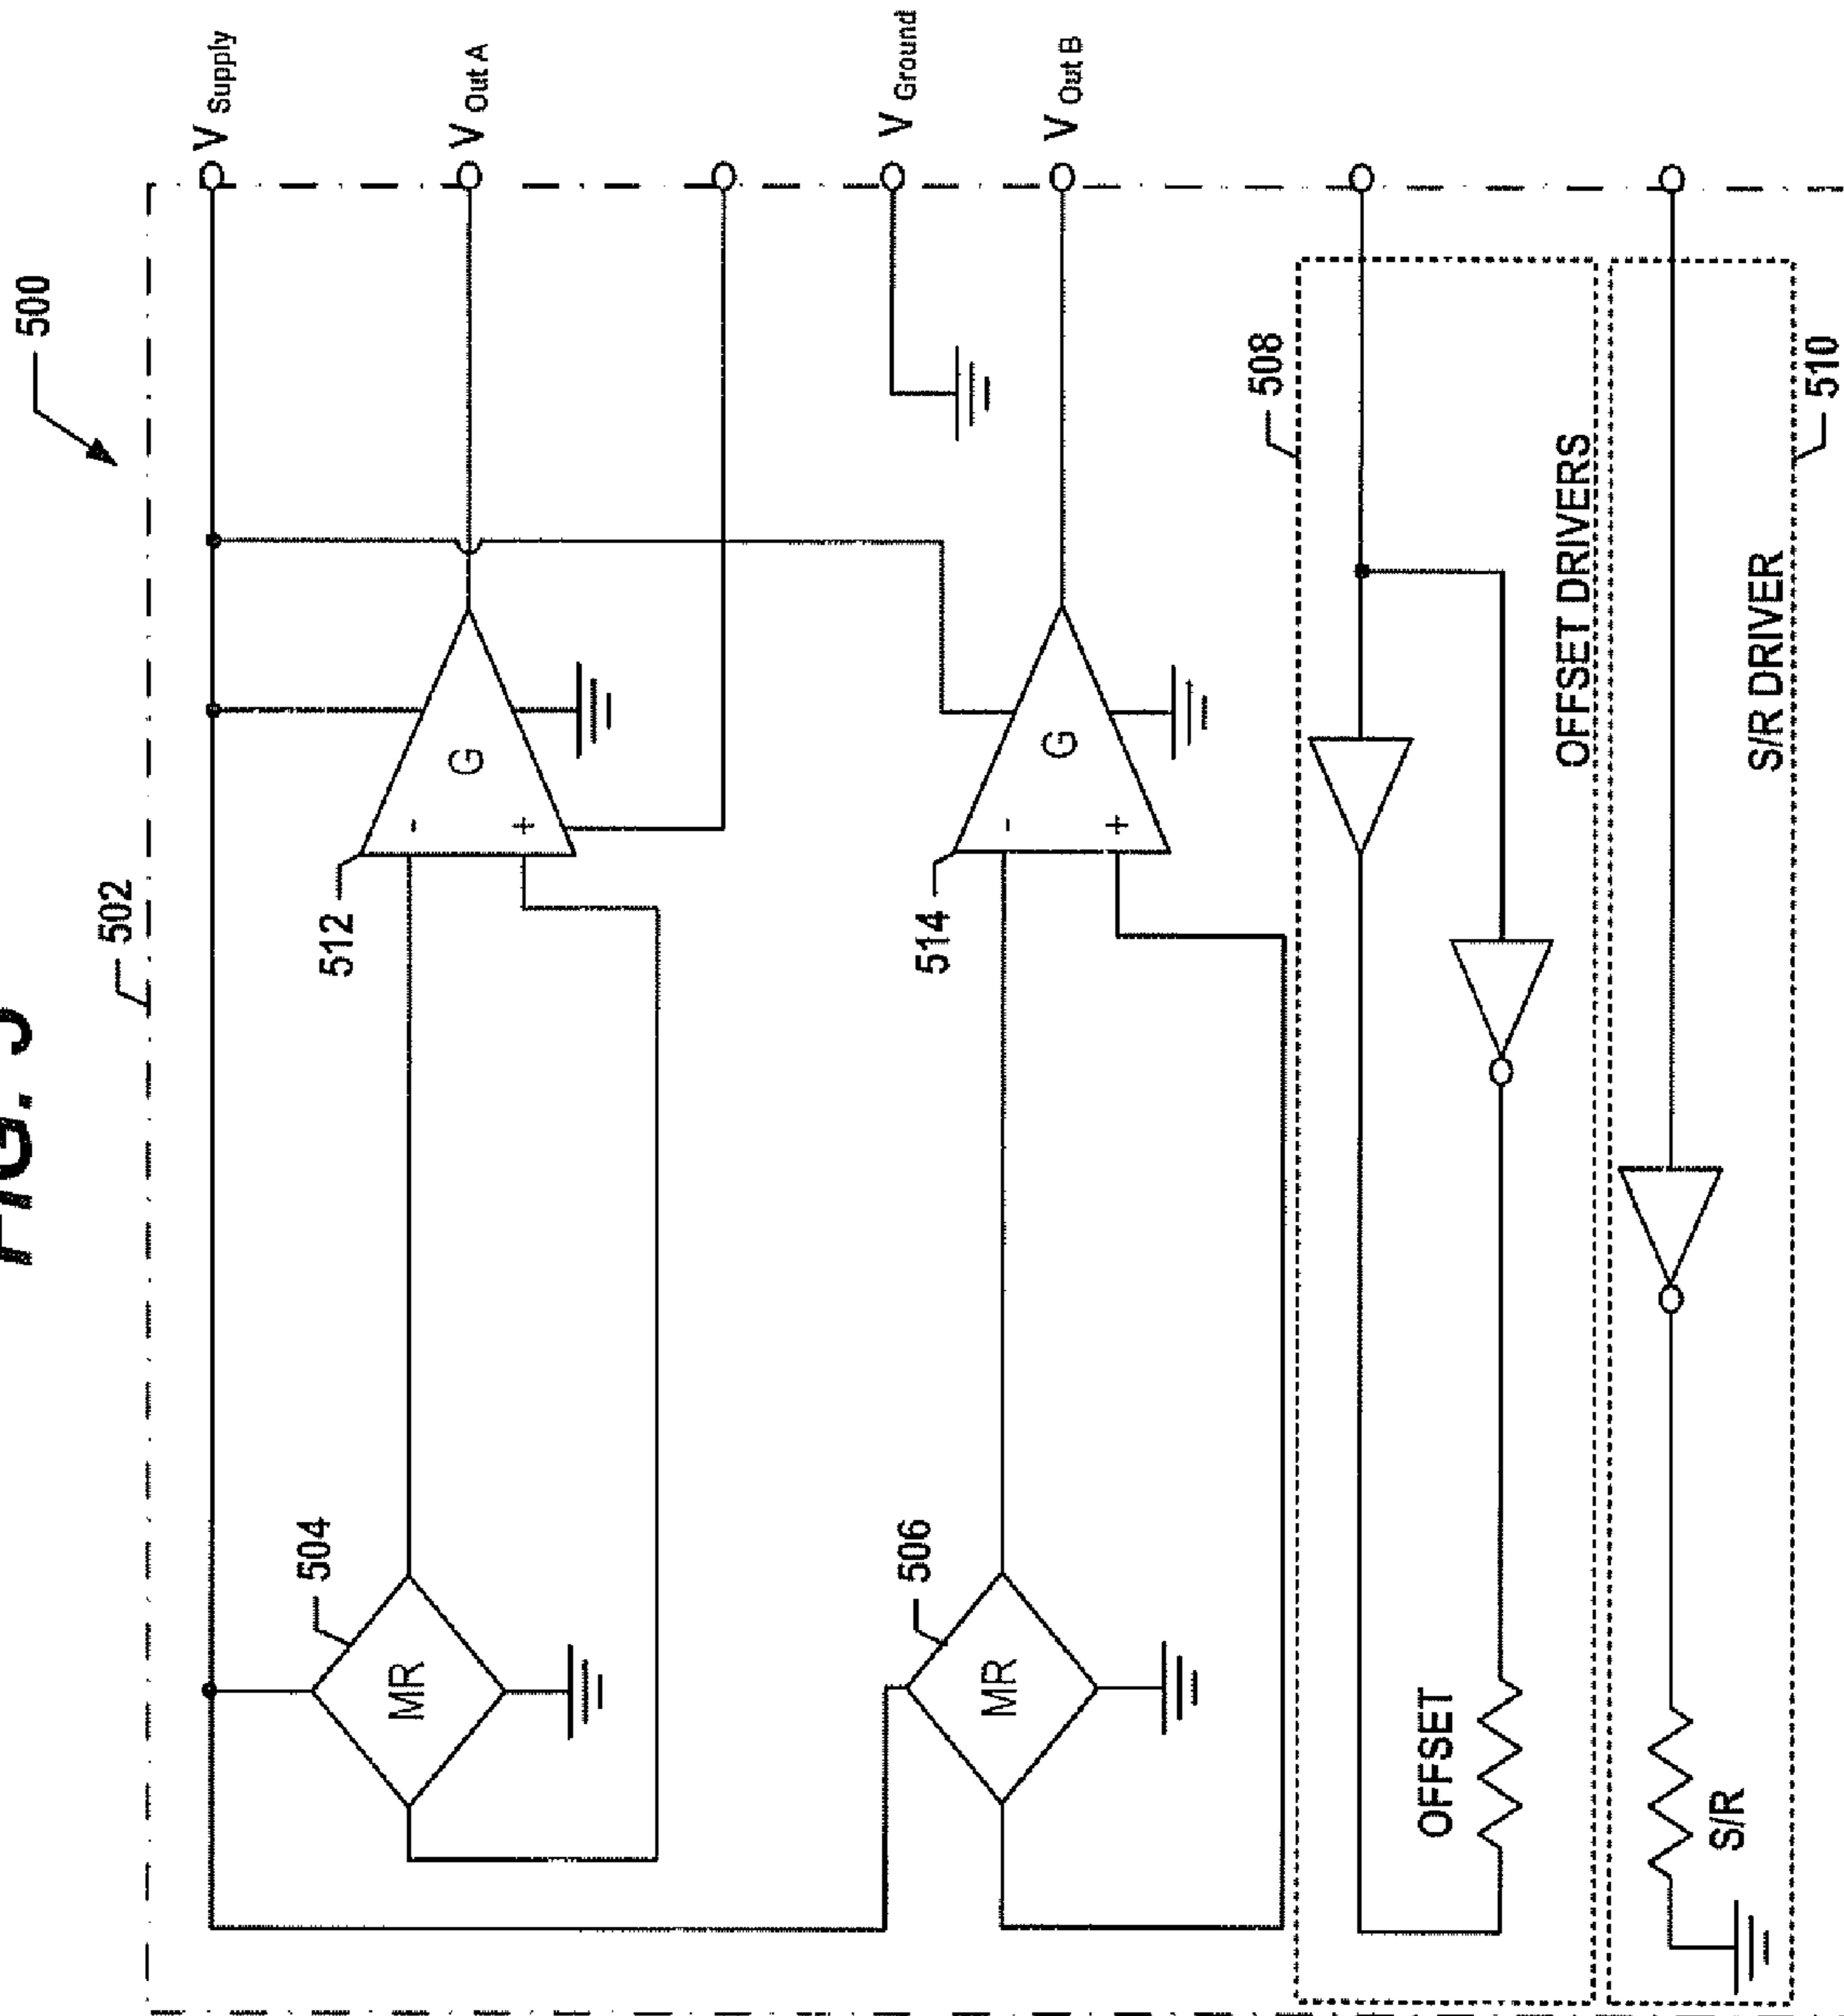 FIG. 5
500
502
V Supply
504
512
-
MR
G
V Out A
+
V Ground
506
514
-
MR
G
V Out B
+
508
OFFSET
OFFSET DRIVERS
S/R
S/R DRIVER
510